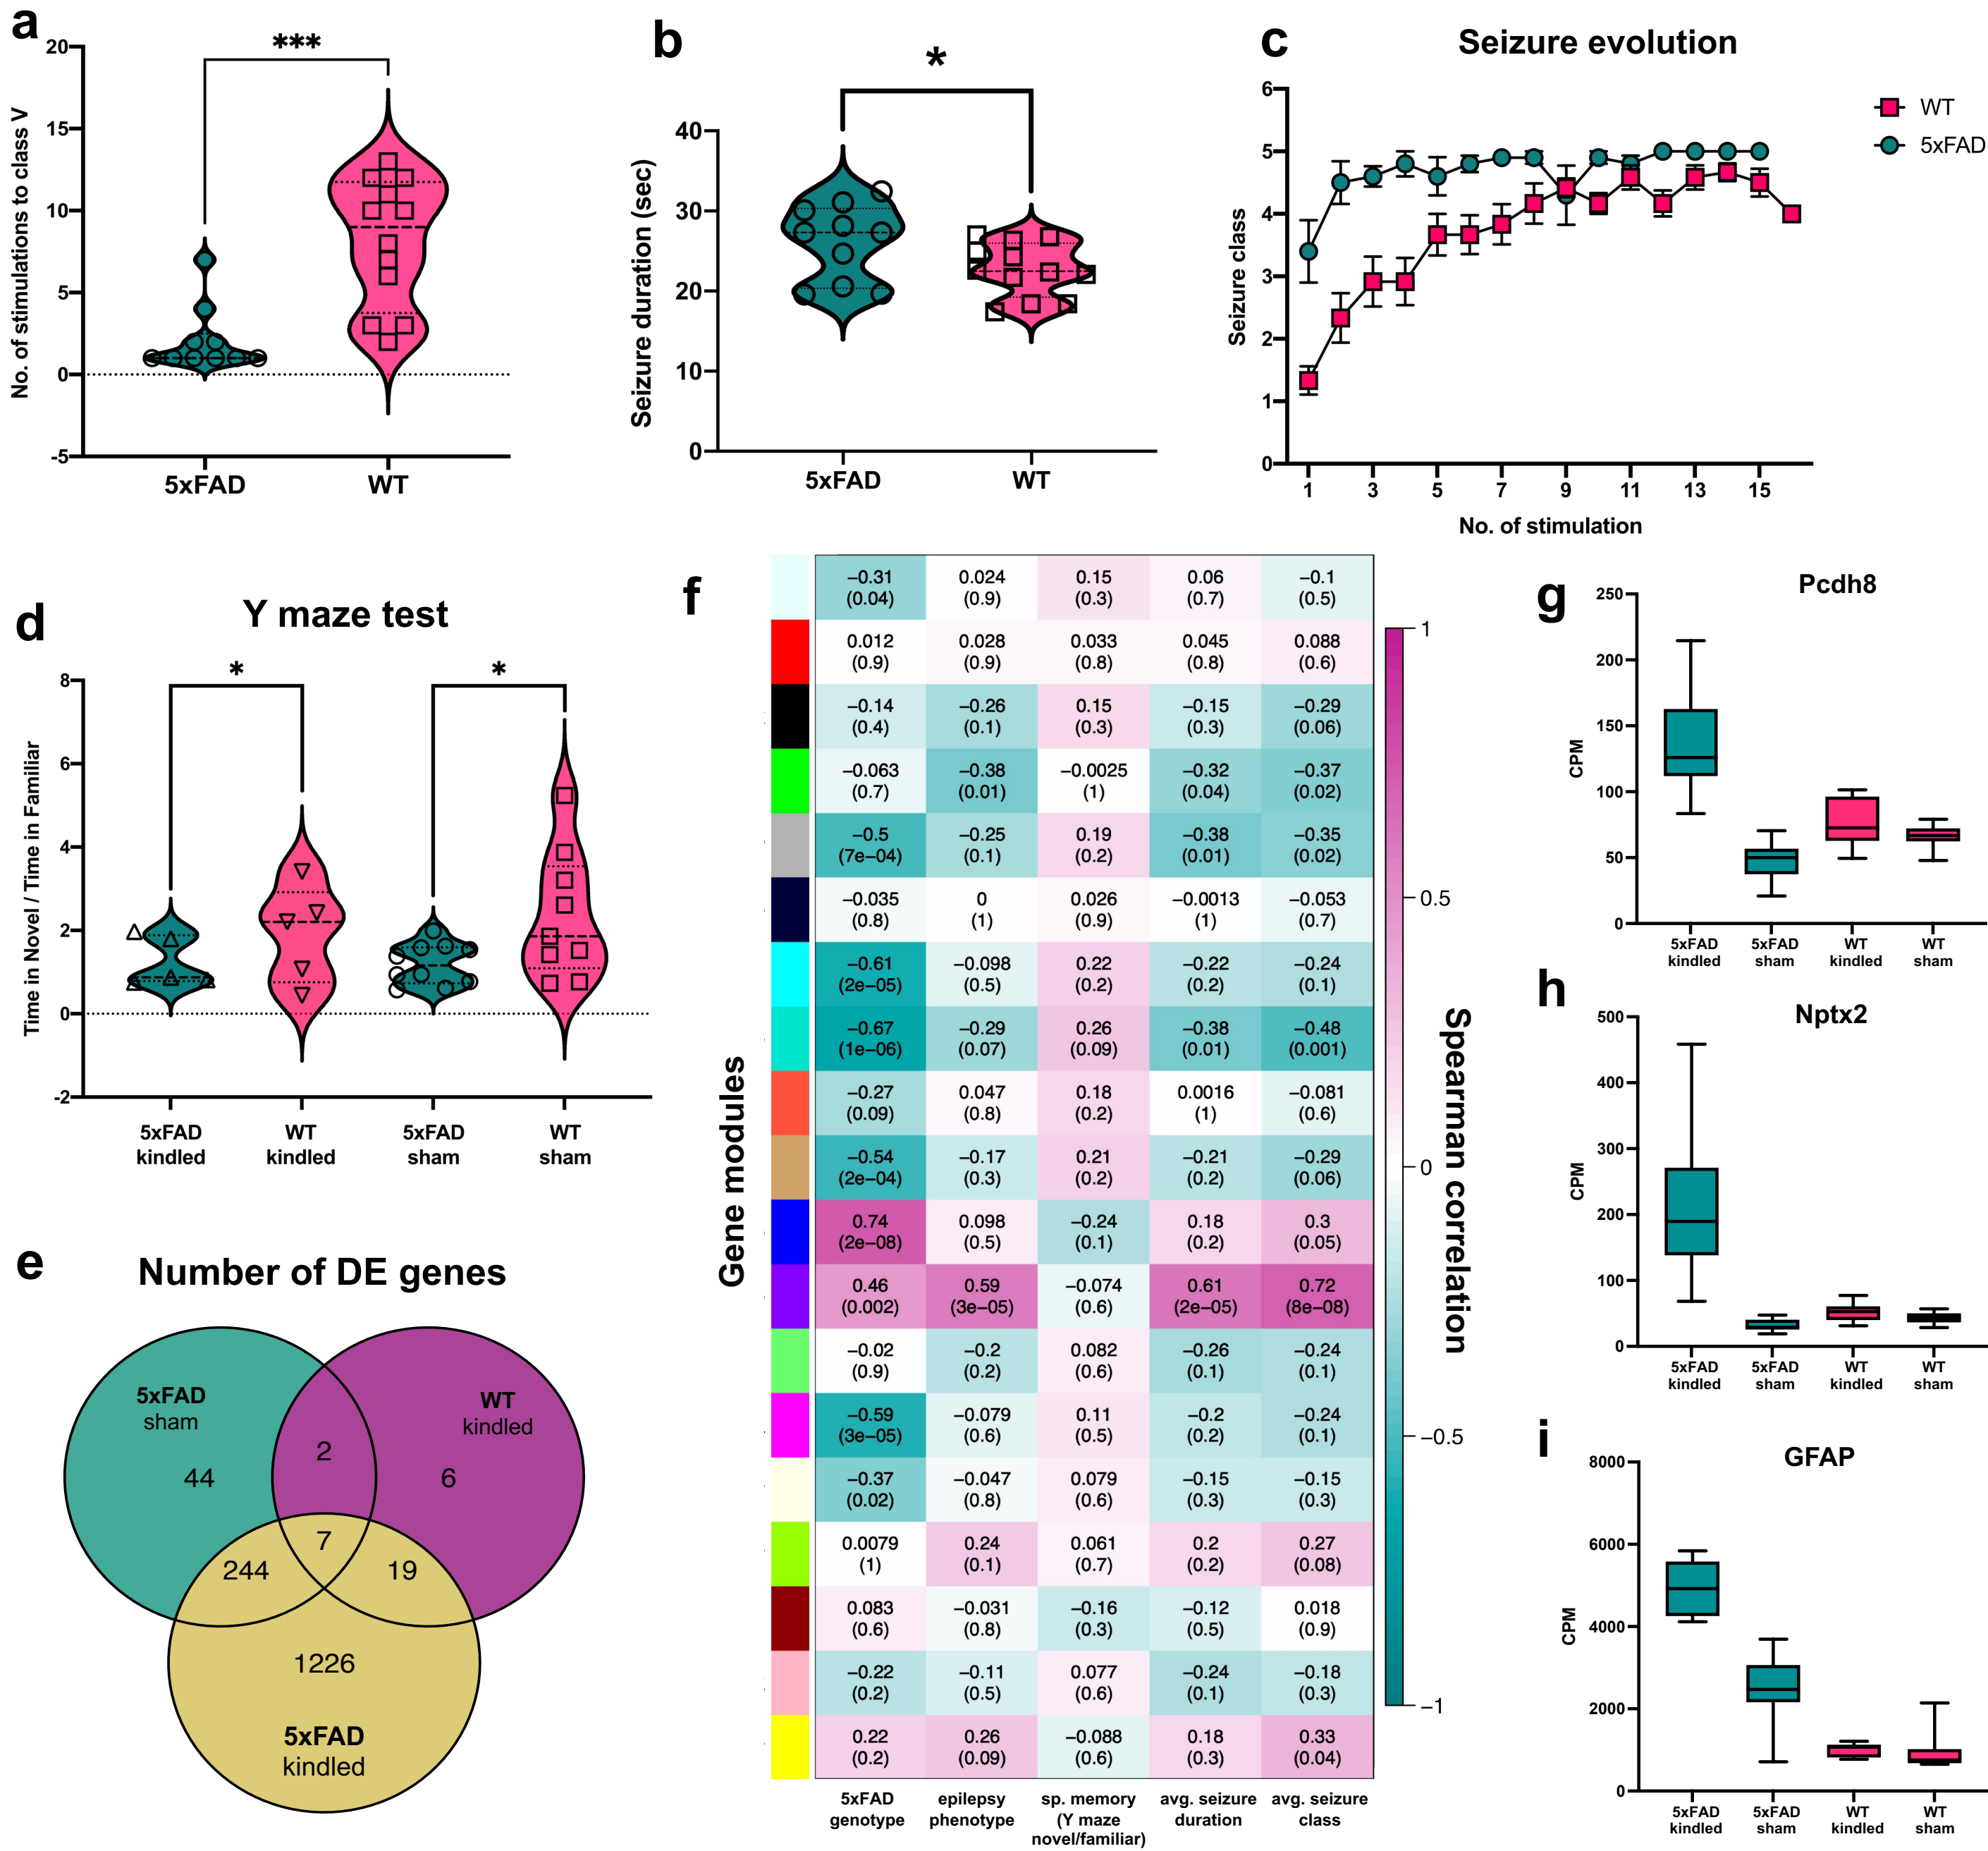 a
***
No. of stimulations to class V
20
15
10
5
0
-5
5xFAD
WT
b
*
Seizure duration (sec)
40
30
20
10
0
5xFAD
WT
c
Seizure evolution
Seizure class
6
5
4
3
2
1
0
1
3
5
7
9
11
13
15
No. of stimulation
WT
5xFAD
d
Y maze test
*
*
Time in Novel / Time in Familiar
8
6
4
2
0
-2
5xFAD
kindled
WT
kindled
5xFAD
sham
WT
sham
e
Number of DE genes
5xFAD
sham
44
2
WT
kindled
6
7
244
19
1226
5xFAD
kindled
f
Gene modules
−0.31 0.024 0.15 0.06 −0.1
(0.04) (0.9) (0.3) (0.7) (0.5)
0.012 0.028 0.033 0.045 0.088
(0.9) (0.9) (0.8) (0.8) (0.6)
−0.14 −0.26 0.15 −0.15 −0.29
(0.4) (0.1) (0.3) (0.3) (0.06)
−0.063 −0.38 −0.0025 −0.32 −0.37
(0.7) (0.01) (1) (0.04) (0.02)
−0.5 −0.25 0.19 −0.38 −0.35
(7e−04) (0.1) (0.2) (0.01) (0.02)
−0.035 0 0.026 −0.0013 −0.053
(0.8) (1) (0.9) (1) (0.7)
−0.61 −0.098 0.22 −0.22 −0.24
(2e−05) (0.5) (0.2) (0.2) (0.1)
−0.67 −0.29 0.26 −0.38 −0.48
(1e−06) (0.07) (0.09) (0.01) (0.001)
−0.27 0.047 0.18 0.0016 −0.081
(0.09) (0.8) (0.2) (1) (0.6)
−0.54 −0.17 0.21 −0.21 −0.29
(2e−04) (0.3) (0.2) (0.2) (0.06)
0.74 0.098 −0.24 0.18 0.3
(2e−08) (0.5) (0.1) (0.2) (0.05)
0.46 0.59 −0.074 0.61 0.72
(0.002) (3e−05) (0.6) (2e−05) (8e−08)
−0.02 −0.2 0.082 −0.26 −0.24
(0.9) (0.2) (0.6) (0.1) (0.1)
−0.59 −0.079 0.11 −0.2 −0.24
(3e−05) (0.6) (0.5) (0.2) (0.1)
−0.37 −0.047 0.079 −0.15 −0.15
(0.02) (0.8) (0.6) (0.3) (0.3)
0.0079 0.24 0.061 0.2 0.27
(1) (0.1) (0.7) (0.2) (0.08)
0.083 −0.031 −0.16 −0.12 0.018
(0.6) (0.8) (0.3) (0.5) (0.9)
−0.22 −0.11 0.077 −0.24 −0.18
(0.2) (0.5) (0.6) (0.1) (0.3)
0.22 0.26 −0.088 0.18 0.33
(0.2) (0.09) (0.6) (0.3) (0.04)
5xFAD
genotype
epilepsy
phenotype
sp. memory
(Y maze
novel/familiar)
avg. seizure
duration
avg. seizure
class
1
0.5
0
−0.5
−1
Spearman correlation
g
Pcdh8
CPM
250
200
150
100
50
0
5xFAD
kindled
5xFAD
sham
WT
kindled
WT
sham
h
Nptx2
CPM
500
400
300
200
100
0
5xFAD
kindled
5xFAD
sham
WT
kindled
WT
sham
i
GFAP
CPM
8000
6000
4000
2000
0
5xFAD
kindled
5xFAD
sham
WT
kindled
WT
sham